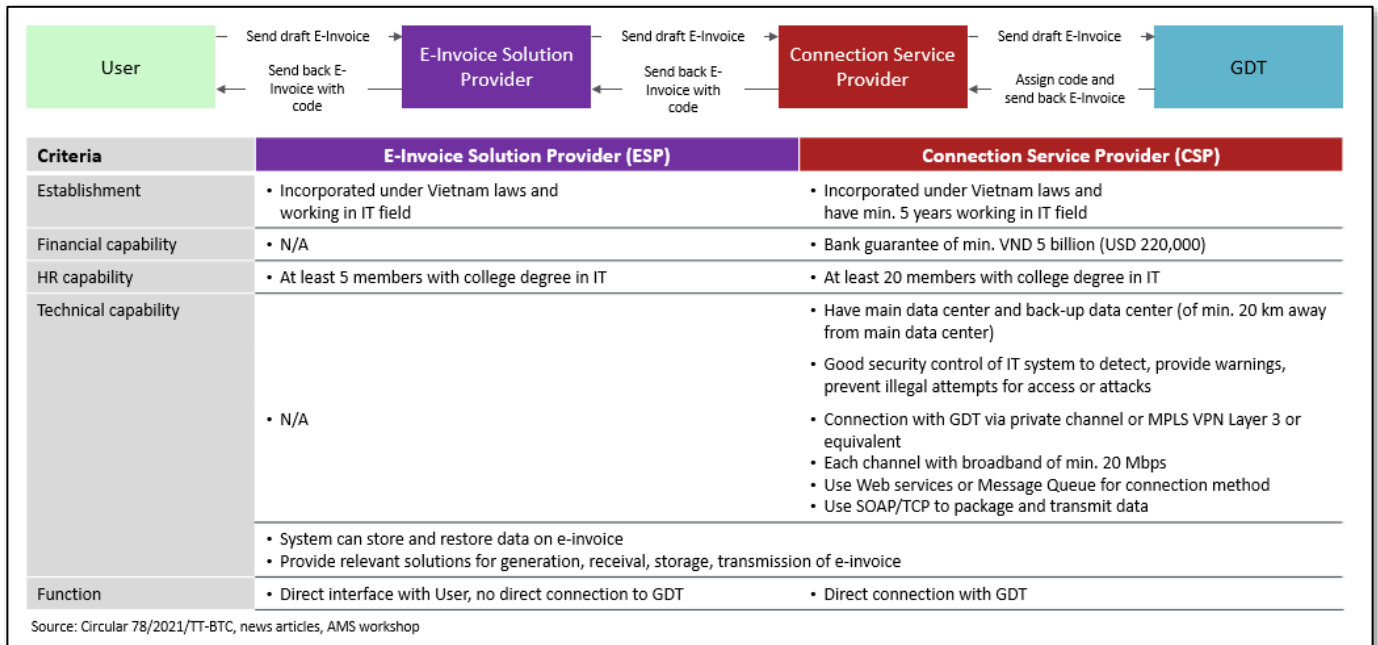 User
Send draft E-Invoice
Send back E-
Invoice with
code
E-Invoice Solution
Provider
Send draft E-Invoice
Send back E-
Invoice with
code
Connection Service
Provider
Send draft E-Invoice
Assign code and
send back E-Invoice
GDT
Criteria
E-Invoice Solution Provider (ESP)
Connection Service Provider (CSP)
Establishment
• Incorporated under Vietnam laws and
working in IT field
• Incorporated under Vietnam laws and
have min. 5 years working in IT field
Financial capability
• N/A
• Bank guarantee of min. VND 5 billion (USD 220,000)
HR capability
• At least 5 members with college degree in IT
• At least 20 members with college degree in IT
Technical capability
• N/A
• Have main data center and back-up data center (of min. 20 km away
from main data center)
• Good security control of IT system to detect, provide warnings,
prevent illegal attempts for access or attacks
• Connection with GDT via private channel or MPLS VPN Layer 3 or
equivalent
• Each channel with broadband of min. 20 Mbps
• Use Web services or Message Queue for connection method
• Use SOAP/TCP to package and transmit data
• System can store and restore data on e-invoice
• Provide relevant solutions for generation, receival, storage, transmission of e-invoice
Function
• Direct interface with User, no direct connection to GDT
• Direct connection with GDT
Source: Circular 78/2021/TT-BTC, news articles, AMS workshop